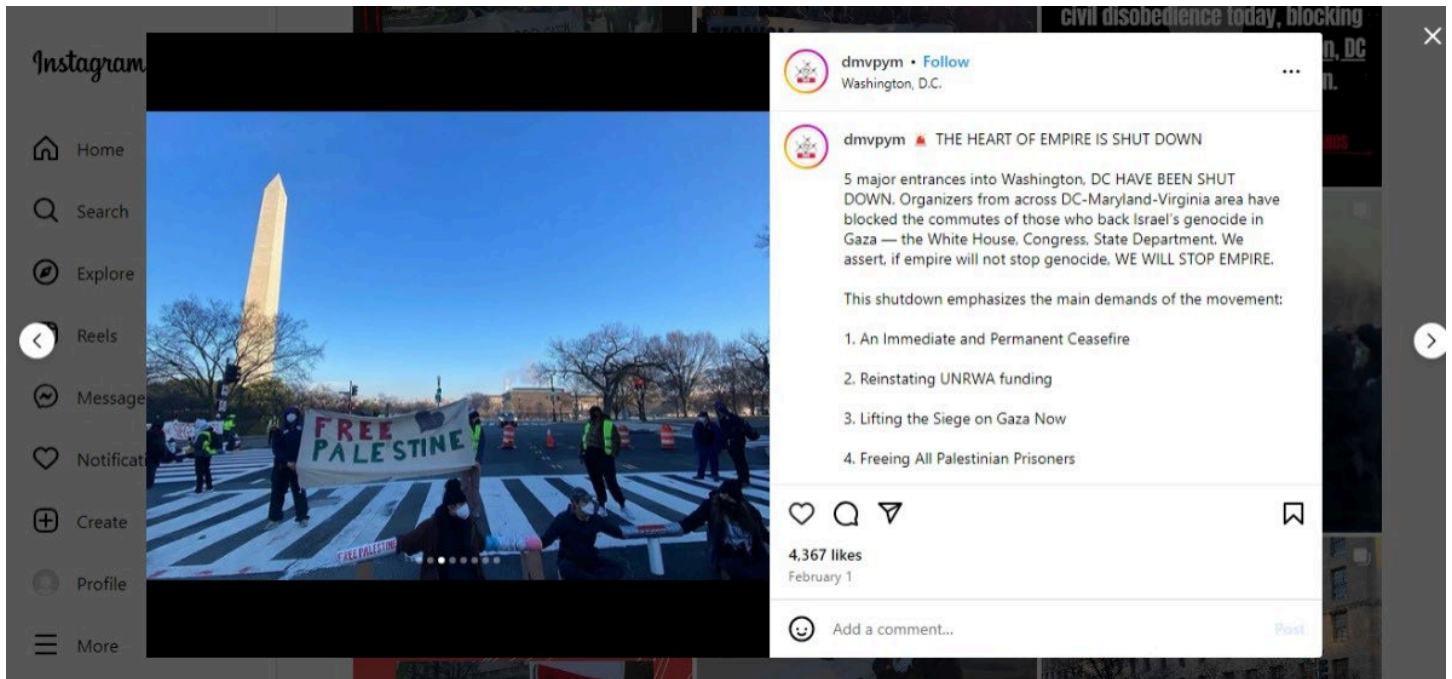 civil disobedience today, blocking
Instagram
n, DC
n.
Home
Search
Explore
Reels
Message
Notificat
Create
Profile
More
FREE
PALESTINE
FREE PALESTINE
dmvpym • Follow
Washington, D.C.
dmvpym 🚨 THE HEART OF EMPIRE IS SHUT DOWN
5 major entrances into Washington, DC HAVE BEEN SHUT
DOWN. Organizers from across DC-Maryland-Virginia area have
blocked the commutes of those who back Israel's genocide in
Gaza — the White House, Congress, State Department. We
assert, if empire will not stop genocide, WE WILL STOP EMPIRE.
This shutdown emphasizes the main demands of the movement:
1. An Immediate and Permanent Ceasefire
2. Reinstating UNRWA funding
3. Lifting the Siege on Gaza Now
4. Freeing All Palestinian Prisoners
4,367 likes
February 1
Add a comment...
Post